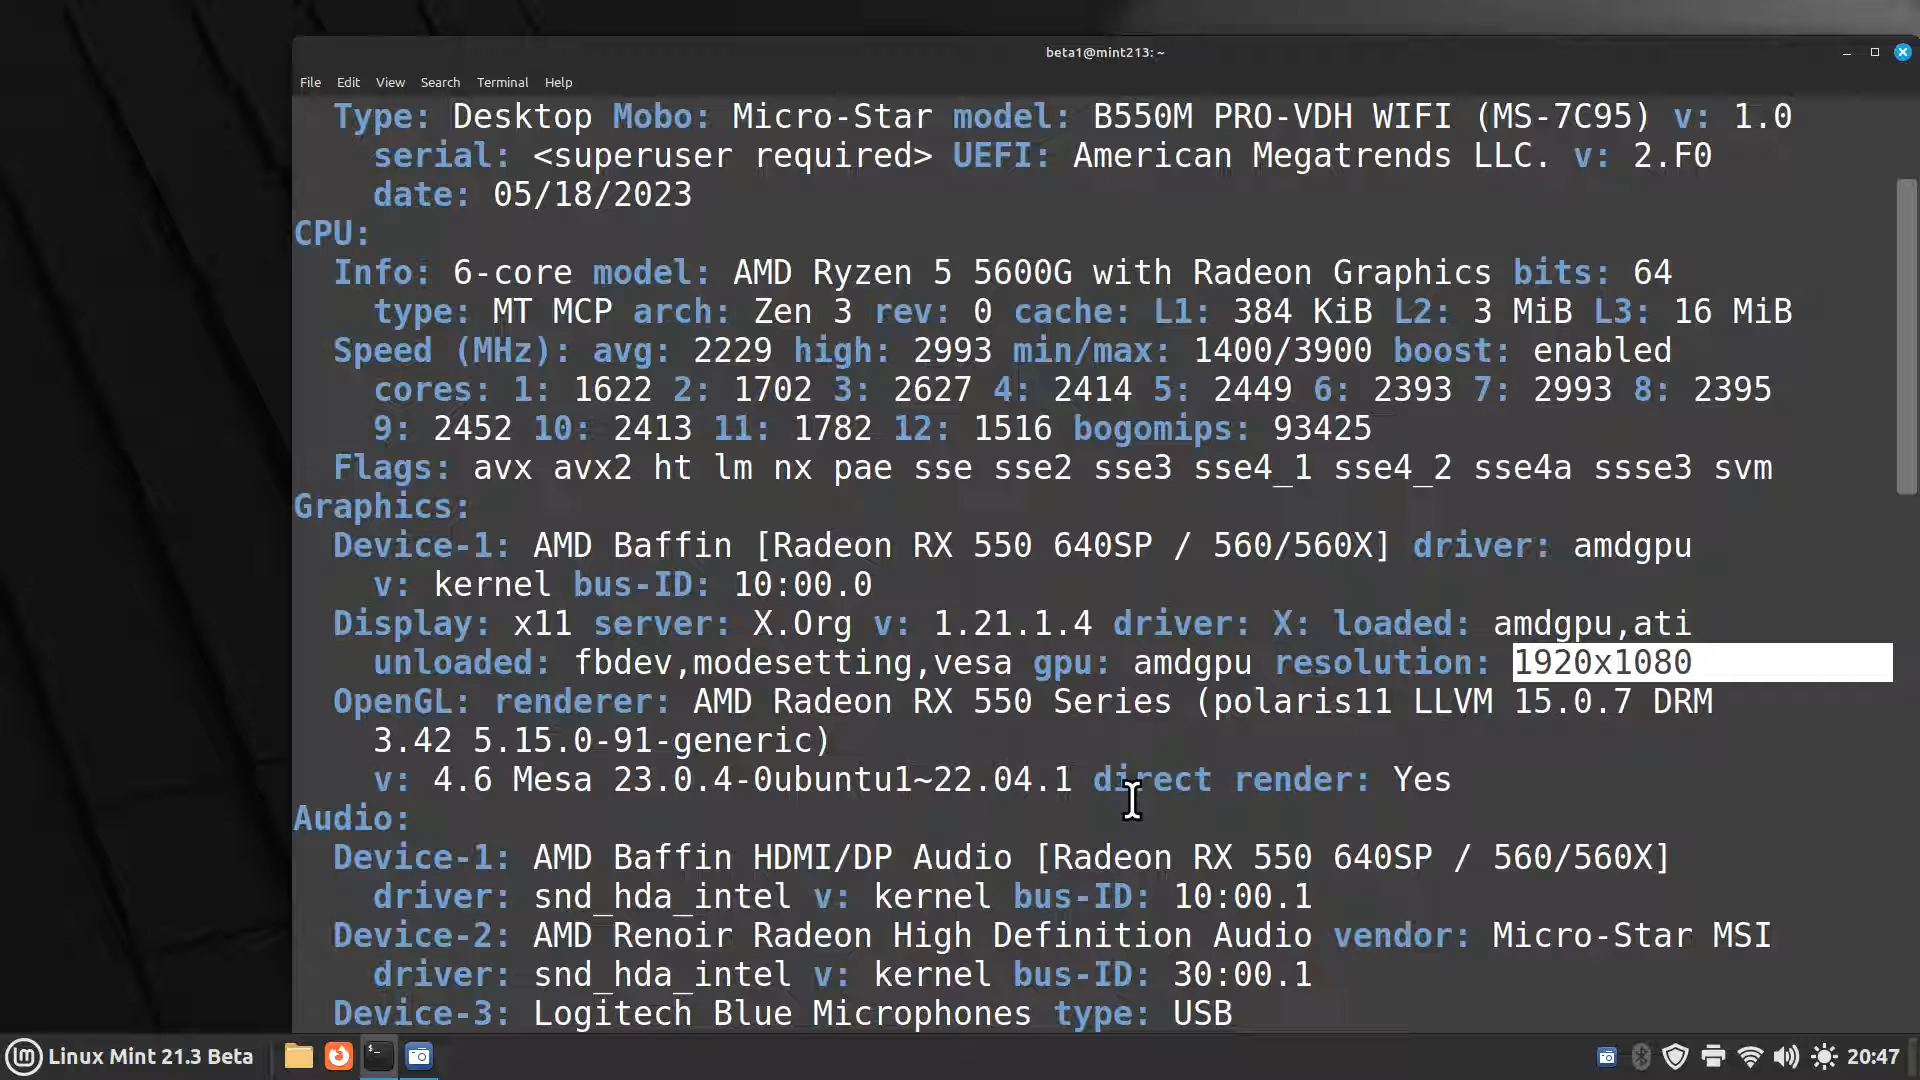 beta1@mint213: ~
File Edit View Search Terminal Help
Type: Desktop Mobo: Micro-Star model: B550M PRO-VDH WIFI (MS-7C95) v: 1.0
serial: <superuser required> UEFI: American Megatrends LLC. v: 2.F0
date: 05/18/2023
CPU:
Info: 6-core model: AMD Ryzen 5 5600G with Radeon Graphics bits: 64
type: MT MCP arch: Zen 3 rev: 0 cache: L1: 384 KiB L2: 3 MiB L3: 16 MiB
Speed (MHz): avg: 2229 high: 2993 min/max: 1400/3900 boost: enabled
cores: 1: 1622 2: 1702 3: 2627 4: 2414 5: 2449 6: 2393 7: 2993 8: 2395
9: 2452 10: 2413 11: 1782 12: 1516 bogomips: 93425
Flags: avx avx2 ht lm nx pae sse sse2 sse3 sse4_1 sse4_2 sse4a ssse3 svm
Graphics:
Device-1: AMD Baffin [Radeon RX 550 640SP / 560/560X] driver: amdgpu
v: kernel bus-ID: 10:00.0
Display: x11 server: X.Org v: 1.21.1.4 driver: X: loaded: amdgpu,ati
unloaded: fbdev,modesetting,vesa gpu: amdgpu resolution: 1920x1080
OpenGL: renderer: AMD Radeon RX 550 Series (polaris11 LLVM 15.0.7 DRM
3.42 5.15.0-91-generic)
v: 4.6 Mesa 23.0.4-0ubuntu1~22.04.1 direct render: Yes
Audio:
Device-1: AMD Baffin HDMI/DP Audio [Radeon RX 550 640SP / 560/560X]
driver: snd_hda_intel v: kernel bus-ID: 10:00.1
Device-2: AMD Renoir Radeon High Definition Audio vendor: Micro-Star MSI
driver: snd_hda_intel v: kernel bus-ID: 30:00.1
Device-3: Logitech Blue Microphones type: USB
Linux Mint 21.3 Beta 20:47